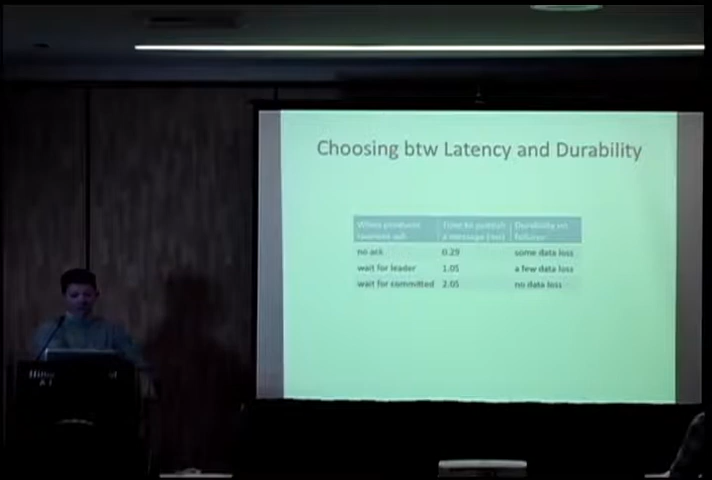 Choosing btw Latency and Durability
When producer Time to publish Durability on
receives ack a message (ms) failures
no ack 0.29 some data loss
wait for leader 1.05 a few data loss
wait for committed 2.05 no data loss